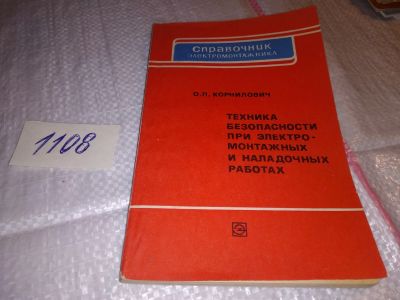 Справочник
ЭЛЕКТРОМОНТАЖНИКА
О.П. КОРНИЛОВИЧ
ТЕХНИКА
БЕЗОПАСНОСТИ
ПРИ ЭЛЕКТРО-
МОНТАЖНЫХ
И НАЛАДОЧНЫХ
РАБОТАХ
1108